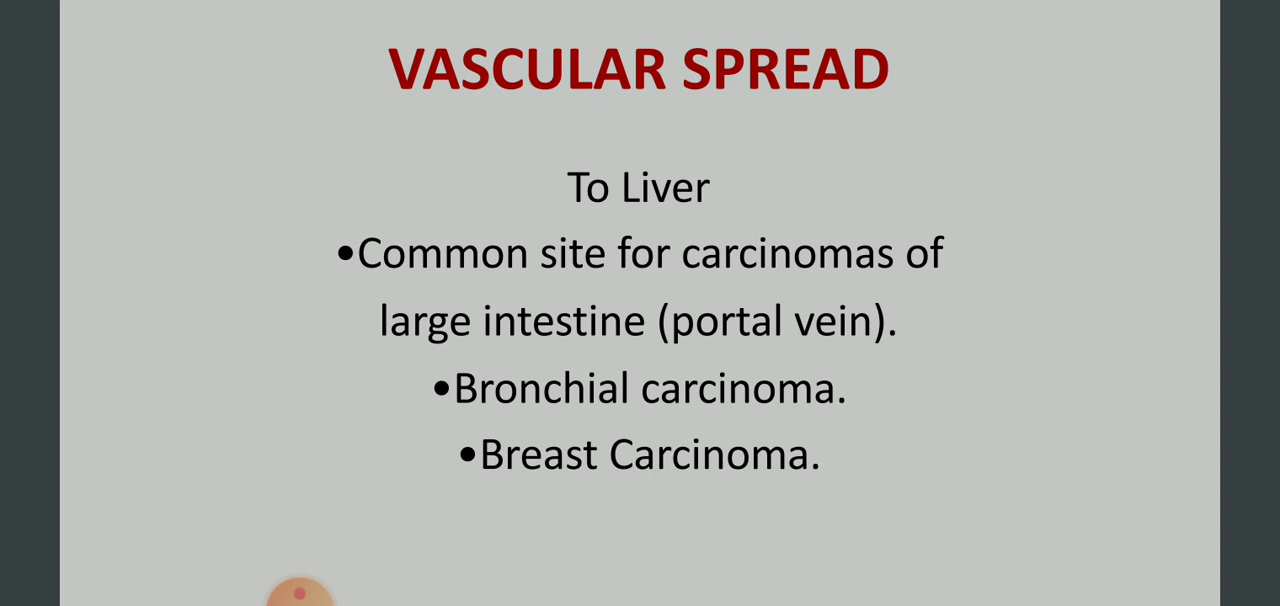 VASCULAR SPREAD
To Liver
•Common site for carcinomas of
large intestine (portal vein).
•Bronchial carcinoma.
•Breast Carcinoma.